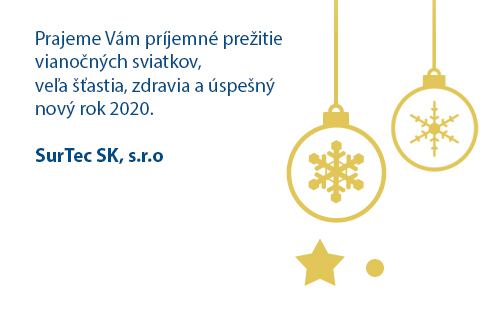 Prajeme Vám príjemné prežitie
vianočných sviatkov,
veľa šťastia, zdravia a úspešný
nový rok 2020.
SurTec SK, s.r.o